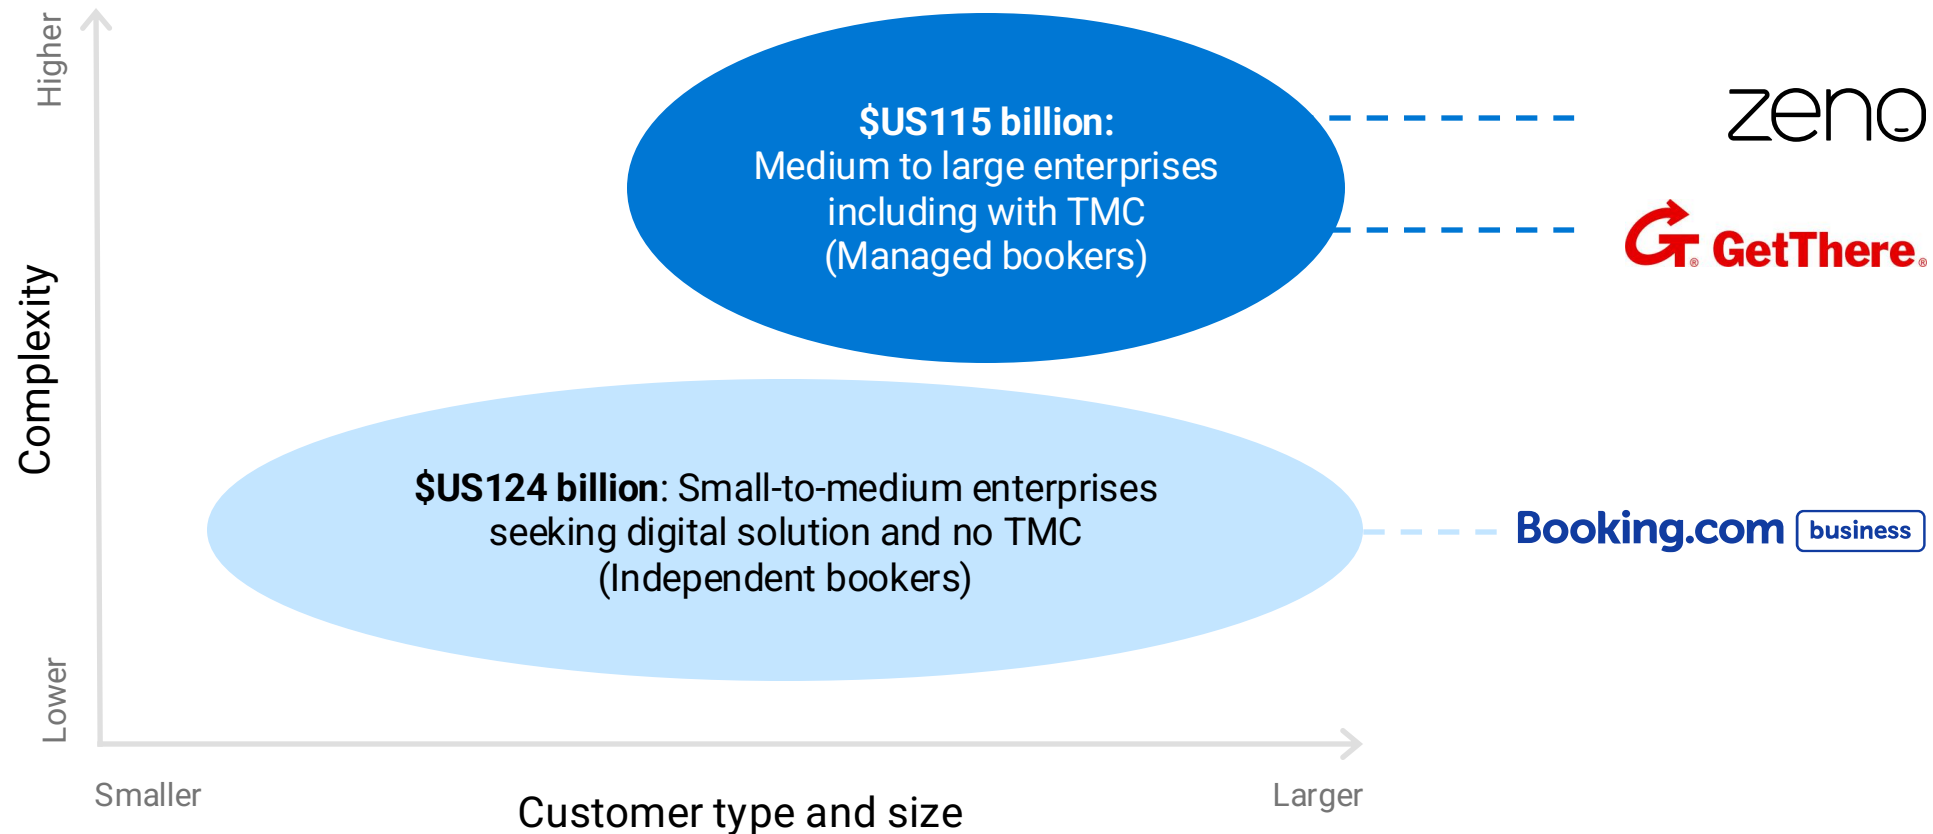 Higher
Complexity
Lower
$US115 billion:
Medium to large enterprises
including with TMC
(Managed bookers)
zeno
GT® GetThere®
$US124 billion: Small-to-medium enterprises
seeking digital solution and no TMC
(Independent bookers)
Booking.com business
Smaller
Customer type and size
Larger